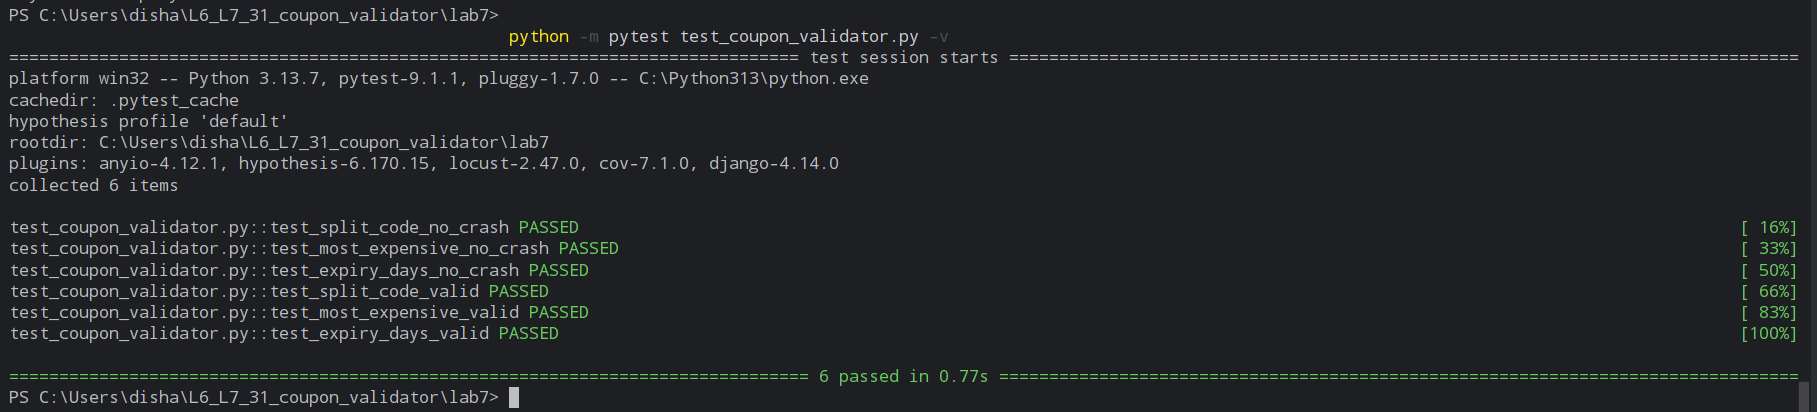 PS C:\Users\disha\L6_L7_31_coupon_validator\lab7>
python -m pytest test_coupon_validator.py -v
============================================================================== test session starts ==============================================================================
platform win32 -- Python 3.13.7, pytest-9.1.1, pluggy-1.7.0 -- C:\Python313\python.exe
cachedir: .pytest_cache
hypothesis profile 'default'
rootdir: C:\Users\disha\L6_L7_31_coupon_validator\lab7
plugins: anyio-4.12.1, hypothesis-6.170.15, locust-2.47.0, cov-7.1.0, django-4.14.0
collected 6 items
test_coupon_validator.py::test_split_code_no_crash PASSED [ 16%]
test_coupon_validator.py::test_most_expensive_no_crash PASSED [ 33%]
test_coupon_validator.py::test_expiry_days_no_crash PASSED [ 50%]
test_coupon_validator.py::test_split_code_valid PASSED [ 66%]
test_coupon_validator.py::test_most_expensive_valid PASSED [ 83%]
test_coupon_validator.py::test_expiry_days_valid PASSED [100%]
=============================================================================== 6 passed in 0.77s ===============================================================================
PS C:\Users\disha\L6_L7_31_coupon_validator\lab7>